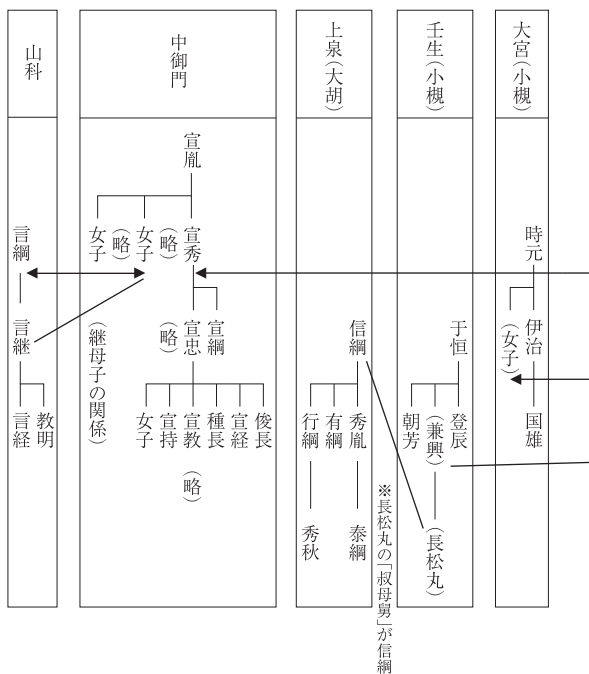 大宮(小槻)
時元
伊治
(女子)
国雄
壬生(小槻)
于恒
登辰
(兼興)
朝芳
(長松丸)
※長松丸の「叔母舅」が信綱
上泉(大胡)
信綱
秀胤
有綱
行綱
泰綱
秀秋
中御門
宣胤
宣秀
(略)
女子
(略)
女子
宣綱
宣忠
(略)
俊長
宣経
種長
宣教
(略)
宣持
女子
(継母子の関係)
山科
言綱
言継
教明
言経